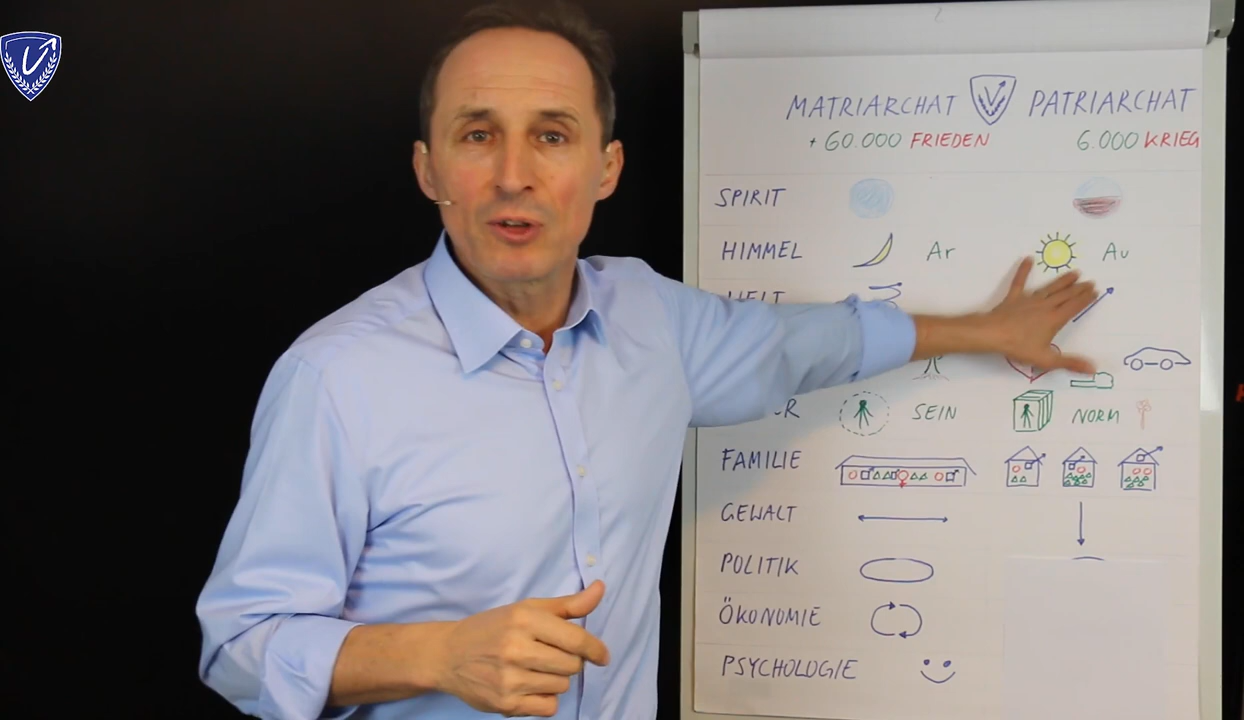 MATRIARCHAT PATRIARCHAT
+60.000 FRIEDEN 6.000 KRIEG
SPIRIT
HIMMEL Ar Au
SEIN NORM
FAMILIE
GEWALT
POLITIK
ÖKONOMIE
PSYCHOLOGIE